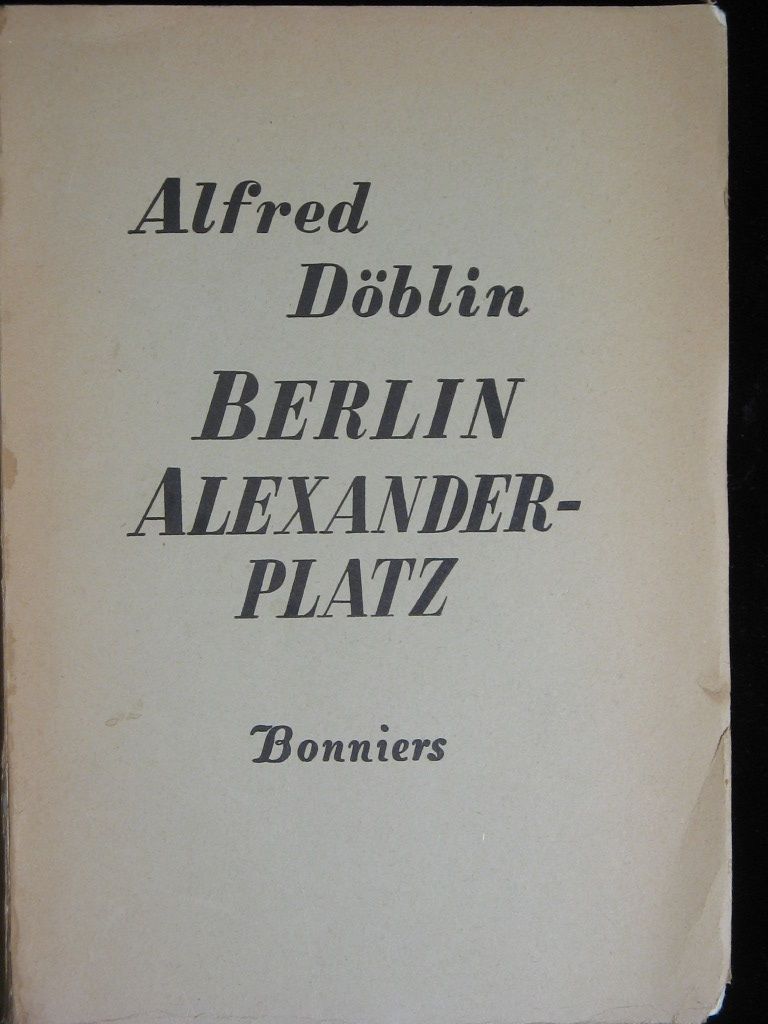 Alfred
Döblin
BERLIN
ALEXANDER-
PLATZ
Bonniers